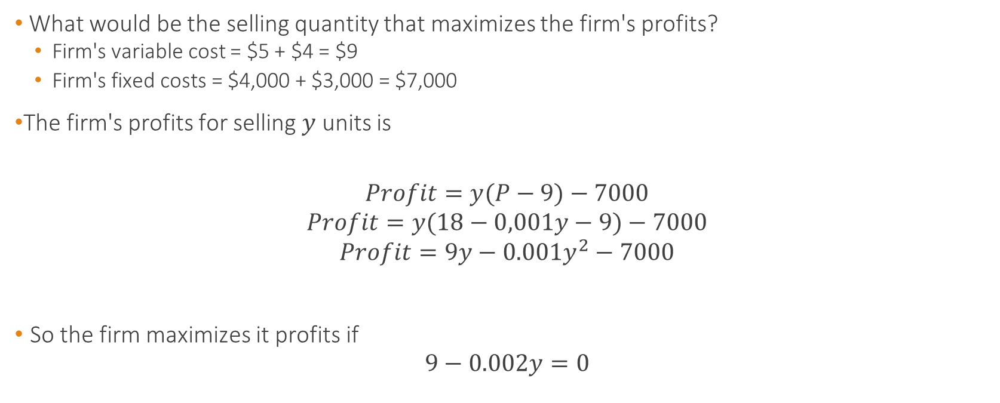 • What would be the selling quantity that maximizes the firm's profits?
• Firm's variable cost = $5 + $4 = $9
• Firm's fixed costs = $4,000 + $3,000 = $7,000
•The firm's profits for selling y units is
Profit = y(P − 9) − 7000
Profit = y(18 − 0,001y − 9) − 7000
Profit = 9y − 0.001y² − 7000
• So the firm maximizes it profits if
9 − 0.002y = 0